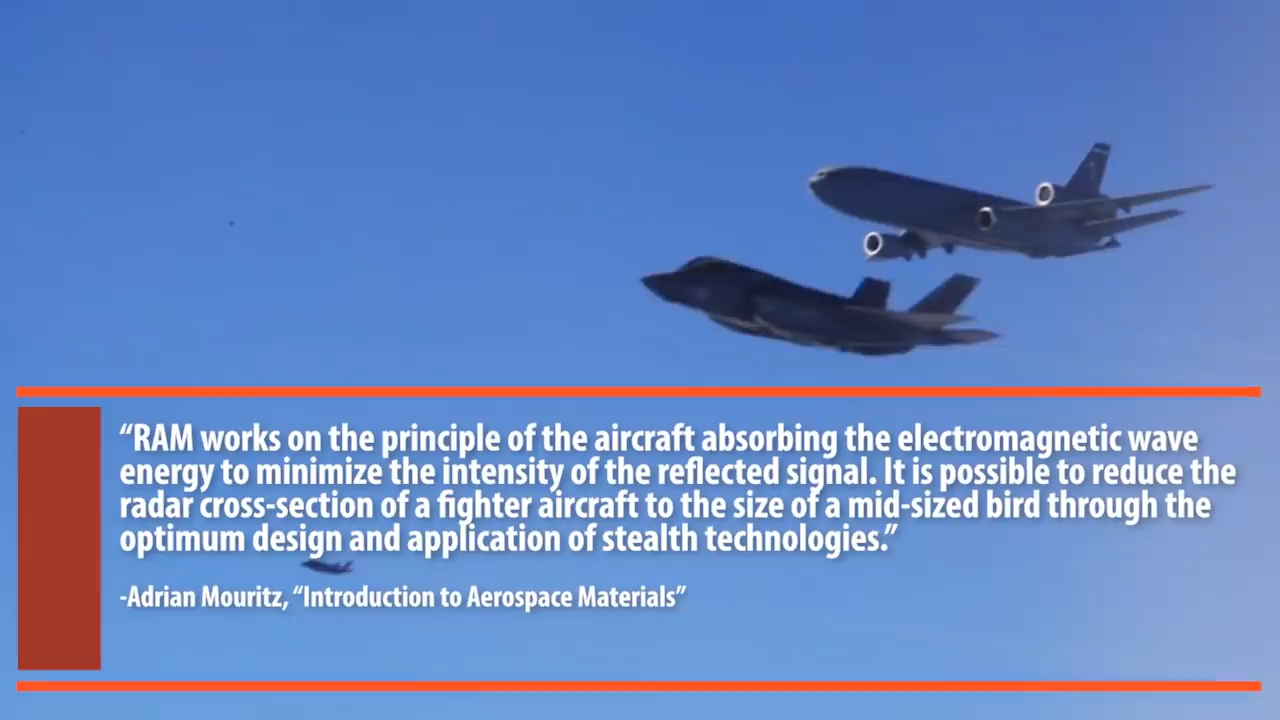 “RAM works on the principle of the aircraft absorbing the electromagnetic wave
energy to minimize the intensity of the reflected signal. It is possible to reduce the
radar cross-section of a fighter aircraft to the size of a mid-sized bird through the
optimum design and application of stealth technologies.”
-Adrian Mouritz, “Introduction to Aerospace Materials”